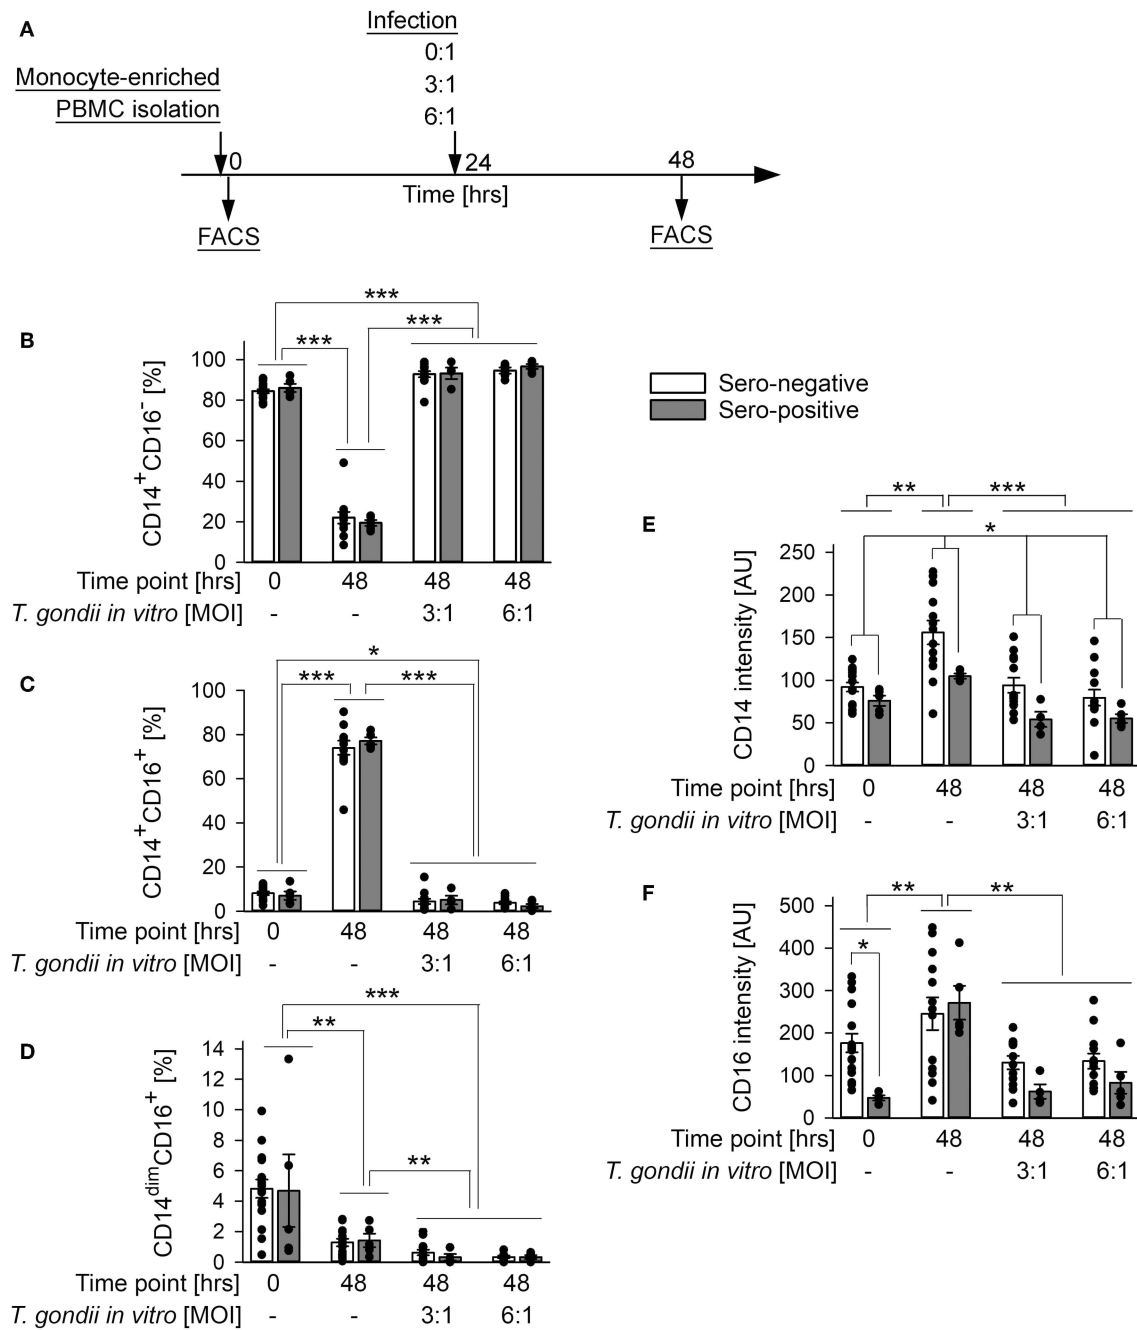 A
Infection
0:1
3:1
6:1
Monocyte-enriched
PBMC isolation
0
24
48
Time [hrs]
FACS
FACS
B
***
***
***
CD14+CD16- [%]
100
80
60
40
20
0
Time point [hrs] 0 48 48 48
T. gondii in vitro [MOI] - - 3:1 6:1
Sero-negative
Sero-positive
C
*
***
***
CD14+CD16+ [%]
100
80
60
40
20
0
Time point [hrs] 0 48 48 48
T. gondii in vitro [MOI] - - 3:1 6:1
D
***
**
**
CD14dimCD16+ [%]
14
12
10
8
6
4
2
0
Time point [hrs] 0 48 48 48
T. gondii in vitro [MOI] - - 3:1 6:1
E
**
***
*
CD14 intensity [AU]
250
200
150
100
50
0
Time point [hrs] 0 48 48 48
T. gondii in vitro [MOI] - - 3:1 6:1
F
**
**
*
CD16 intensity [AU]
500
400
300
200
100
0
Time point [hrs] 0 48 48 48
T. gondii in vitro [MOI] - - 3:1 6:1